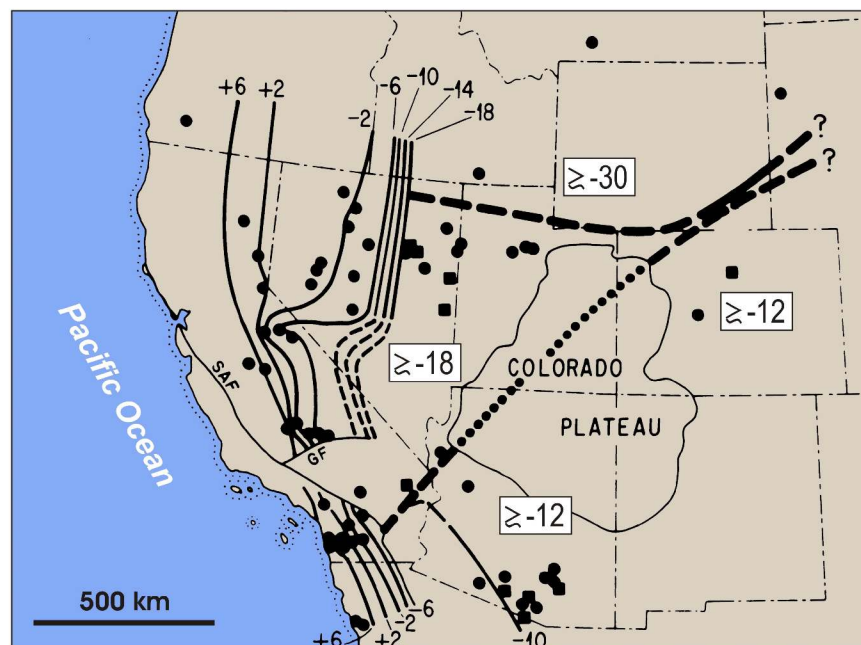 +6 +2 -2 -6 -10 -14 -18
?
?
≳-30
≳-12
≳-18
COLORADO
PLATEAU
Pacific Ocean
SAF
GF
≳-12
500 km
+6 +2 -2 -6 -10